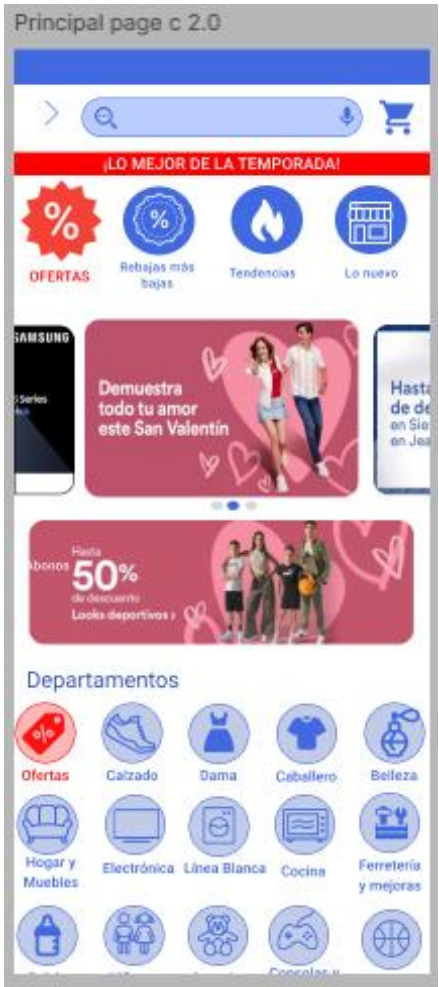 Principal page c 2.0
¡LO MEJOR DE LA TEMPORADA!
%
%
OFERTAS
Rebajas más
bajas
Tendencias
Lo nuevo
SAMSUNG
Series
Demuestra
todo tu amor
este San Valentín
Hasta
de de
en Sie
en Jea
Abonos
Hasta
50%
de descuento
Looks deportivos ›
Departamentos
%
Ofertas
Calzado
Dama
Caballero
Belleza
Hogar y
Muebles
Electrónica
Línea Blanca
Cocina
Ferretería
y mejoras
Consolas y